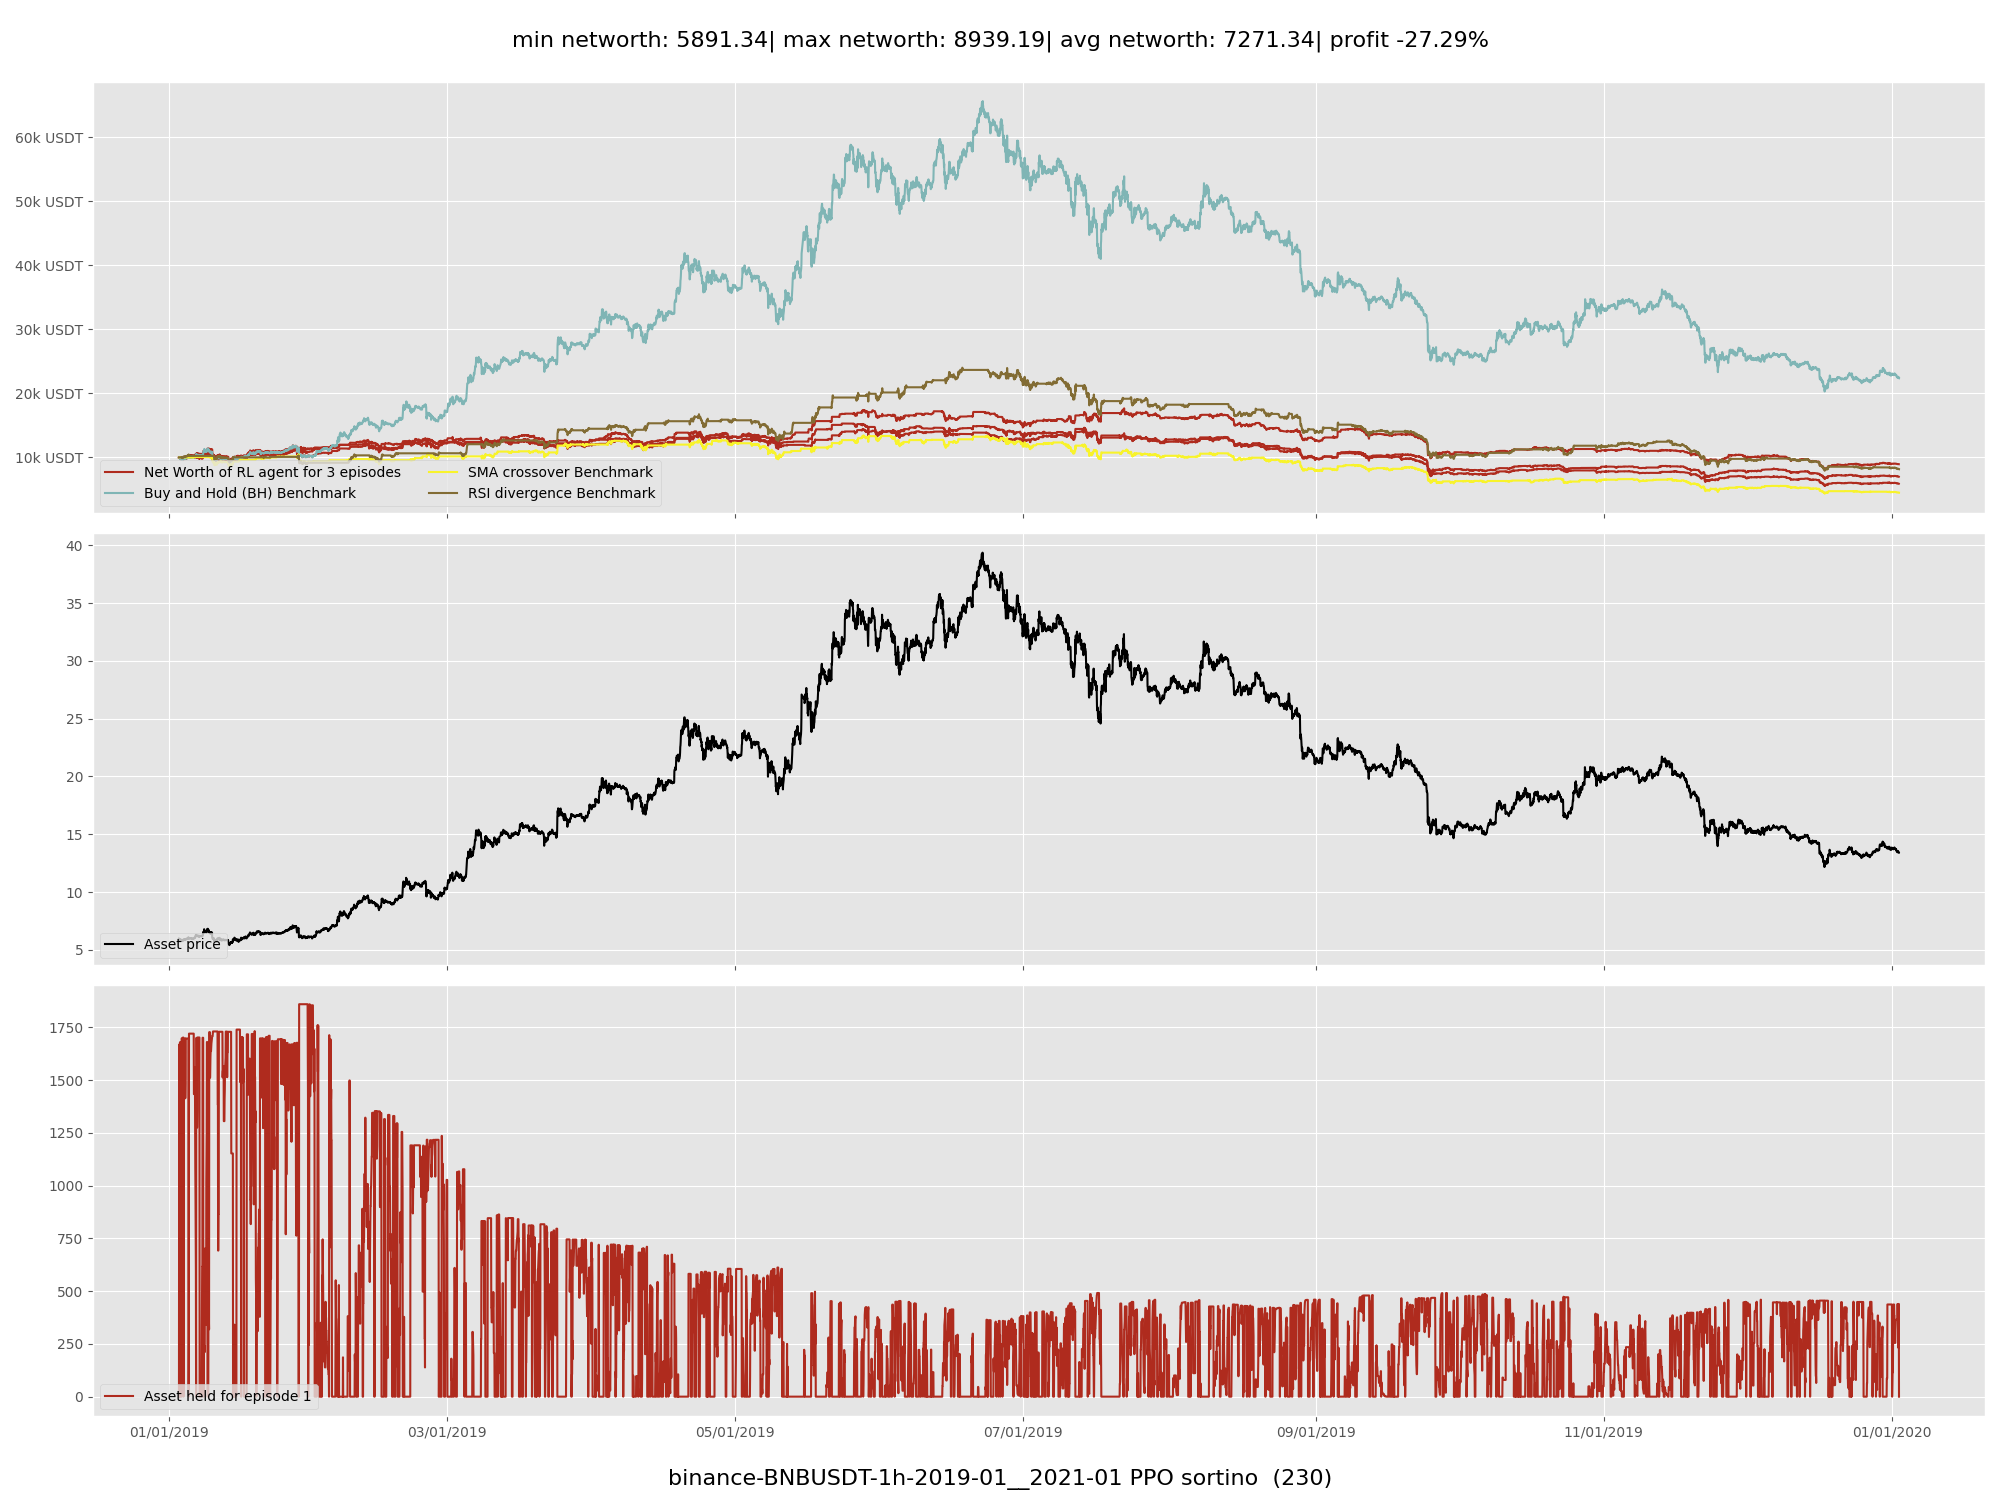 min networth: 5891.34| max networth: 8939.19| avg networth: 7271.34| profit -27.29%
60k USDT
50k USDT
40k USDT
30k USDT
20k USDT
10k USDT
Net Worth of RL agent for 3 episodes
Buy and Hold (BH) Benchmark
SMA crossover Benchmark
RSI divergence Benchmark
40
35
30
25
20
15
10
5
Asset price
1750
1500
1250
1000
750
500
250
0
Asset held for episode 1
01/01/2019 03/01/2019 05/01/2019 07/01/2019 09/01/2019 11/01/2019 01/01/2020
binance-BNBUSDT-1h-2019-01__2021-01 PPO sortino (230)